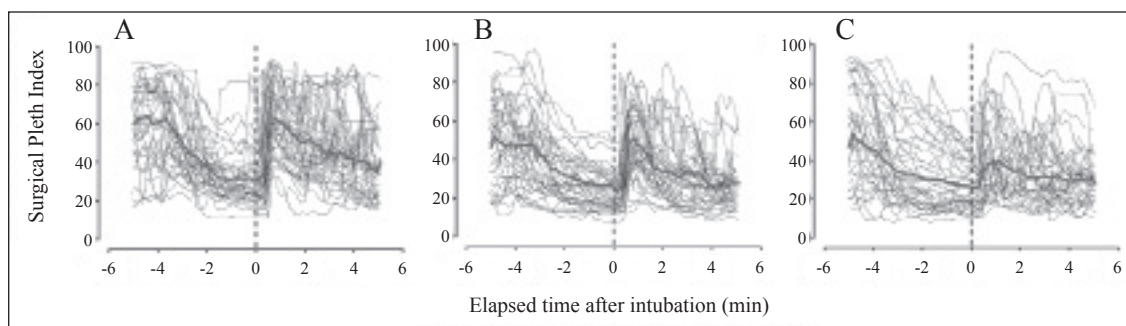 A B C
100 100 100
80 80 80
60 60 60
40 40 40
20 20 20
0 0 0
-6 -4 -2 0 2 4 6 -6 -4 -2 0 2 4 6 -6 -4 -2 0 2 4 6
Surgical Pleth Index
Elapsed time after intubation (min)